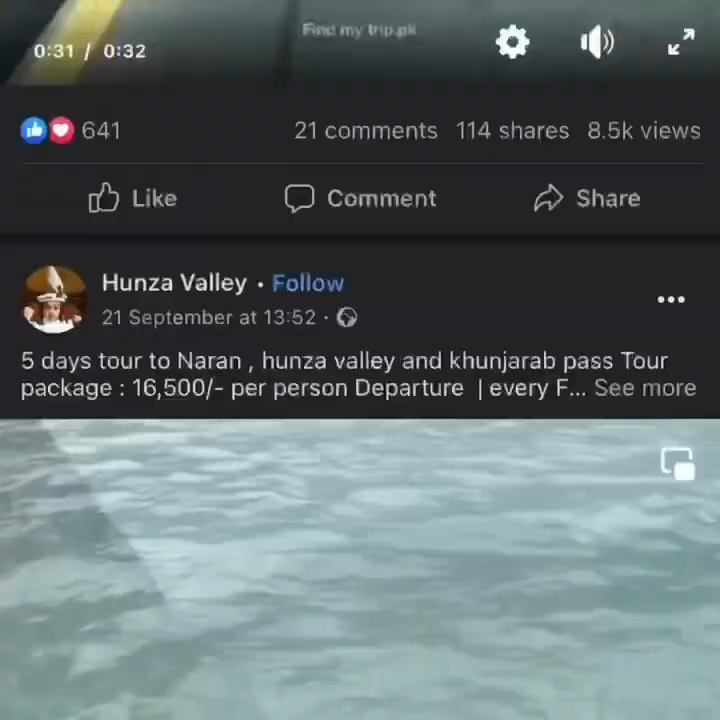 Find my trip.pk
0:31 / 0:32
641
21 comments 114 shares 8.5k views
Like Comment Share
Hunza Valley · Follow
21 September at 13:52 ·
5 days tour to Naran , hunza valley and khunjarab pass Tour
package : 16,500/- per person Departure | every F... See more